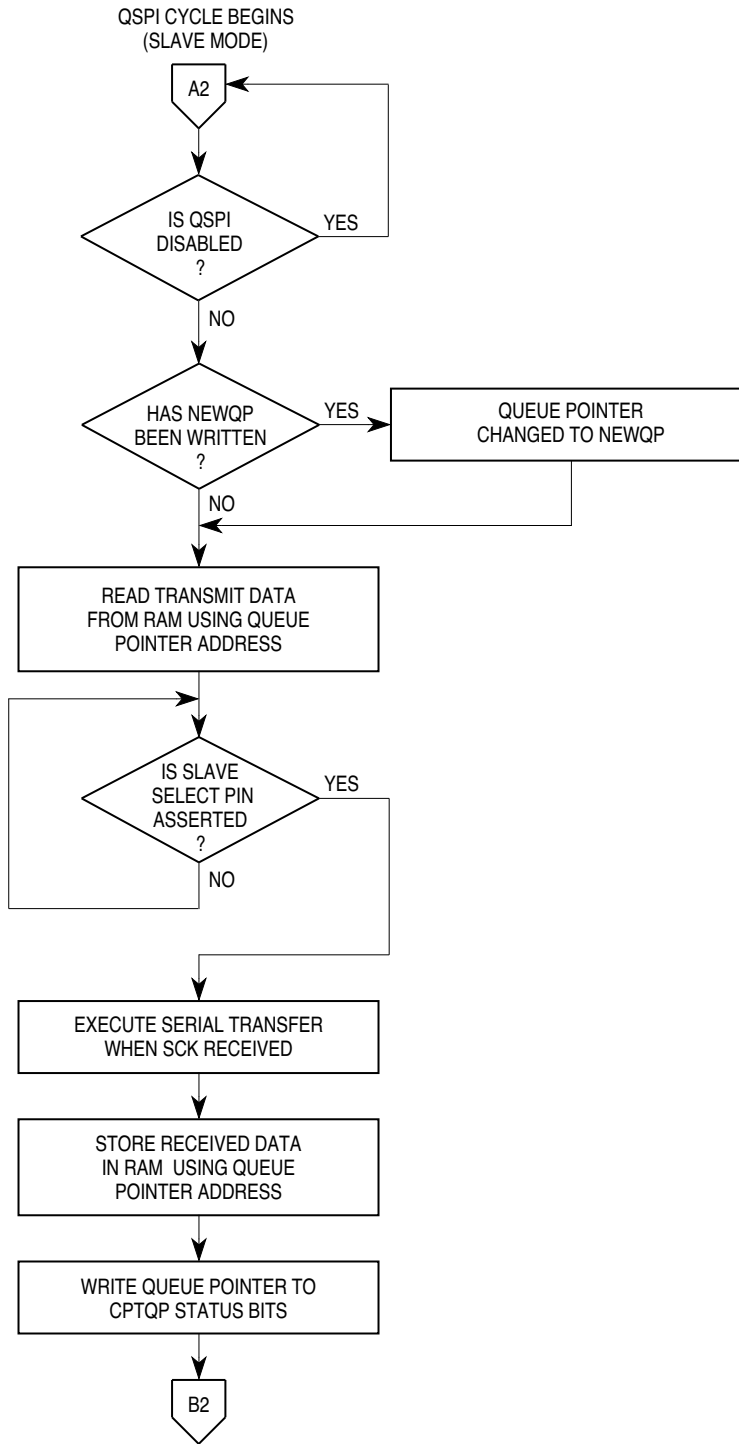 QSPI CYCLE BEGINS
(SLAVE MODE)
A2
IS QSPI
DISABLED
?
YES
NO
HAS NEWQP
BEEN WRITTEN
?
YES
QUEUE POINTER
CHANGED TO NEWQP
NO
READ TRANSMIT DATA
FROM RAM USING QUEUE
POINTER ADDRESS
IS SLAVE
SELECT PIN
ASSERTED
?
YES
NO
EXECUTE SERIAL TRANSFER
WHEN SCK RECEIVED
STORE RECEIVED DATA
IN RAM  USING QUEUE
POINTER ADDRESS
WRITE QUEUE POINTER TO
CPTQP STATUS BITS
B2